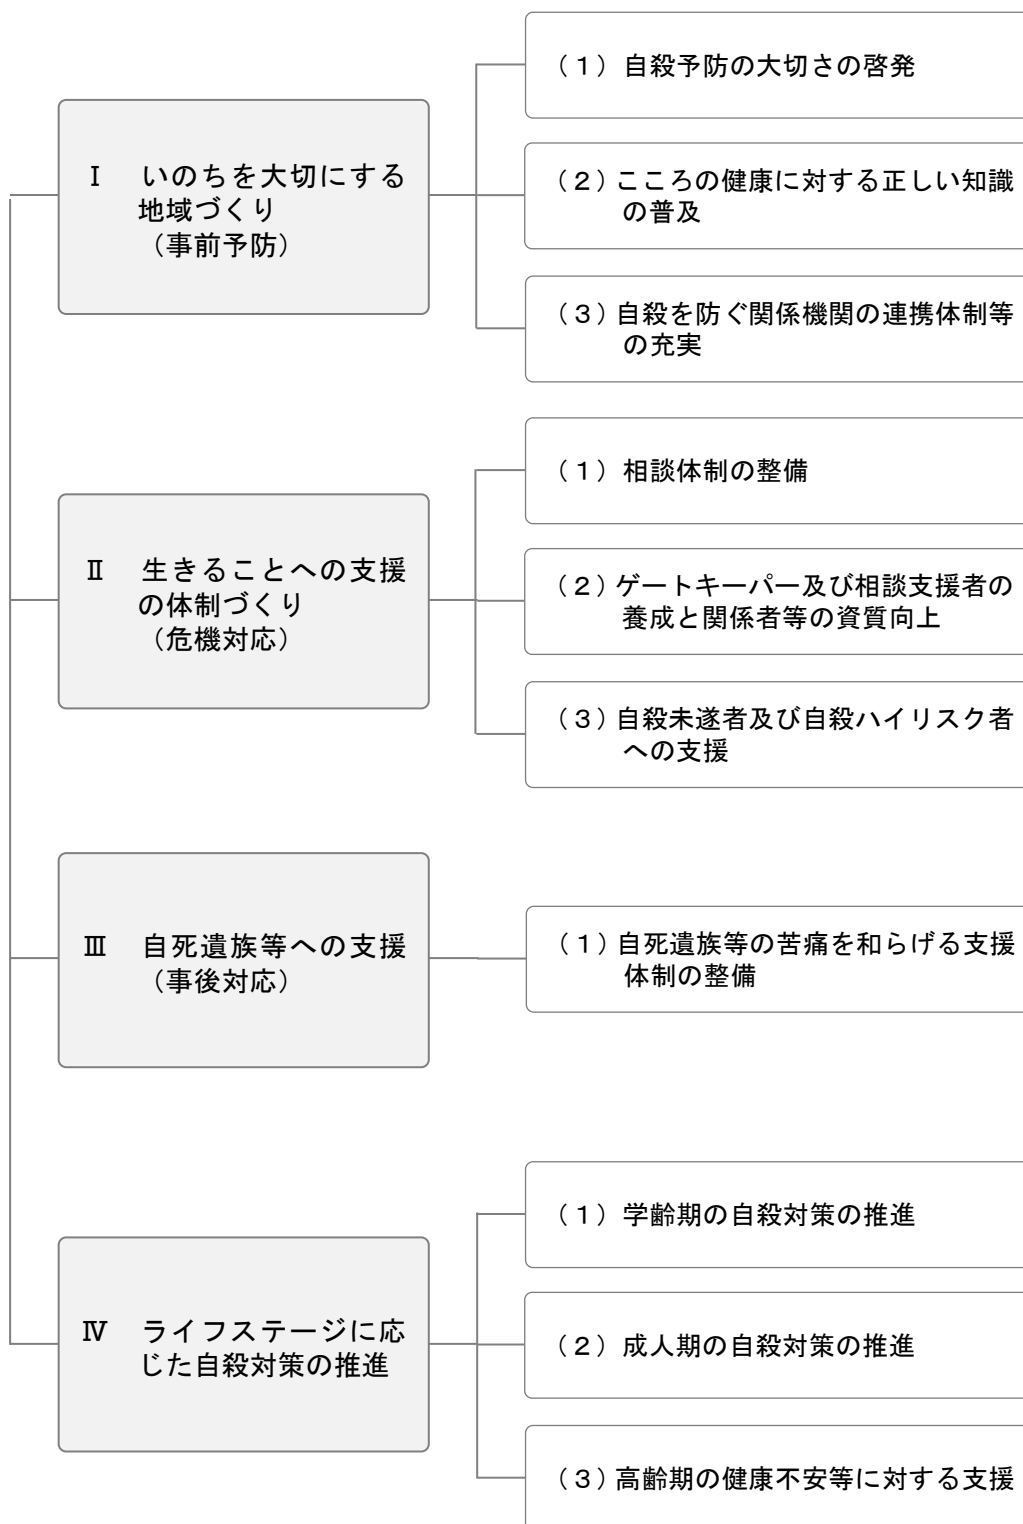 Ⅰ いのちを大切にする
地域づくり
（事前予防）
（１）自殺予防の大切さの啓発
（２）こころの健康に対する正しい知識
の普及
（３）自殺を防ぐ関係機関の連携体制等
の充実
Ⅱ 生きることへの支援
の体制づくり
（危機対応）
（１）相談体制の整備
（２）ゲートキーパー及び相談支援者の
養成と関係者等の資質向上
（３）自殺未遂者及び自殺ハイリスク者
への支援
Ⅲ 自死遺族等への支援
（事後対応）
（１）自死遺族等の苦痛を和らげる支援
体制の整備
Ⅳ ライフステージに応
じた自殺対策の推進
（１）学齢期の自殺対策の推進
（２）成人期の自殺対策の推進
（３）高齢期の健康不安等に対する支援